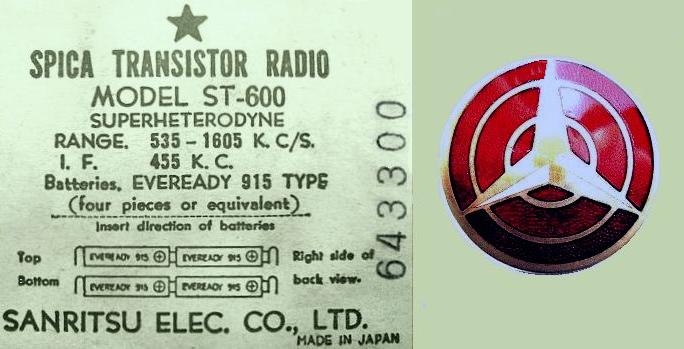 SPICA TRANSISTOR RADIO
MODEL ST-600
SUPERHETERODYNE
RANGE. 535-1605 K. C/S.
I. F. 455 K. C.
Batteries. EVEREADY 915 TYPE
(four pieces or equivalent)
Insert direction of batteries
Top EVEREADY 915 ⊕ EVEREADY 915 ⊕ Right side of
Bottom EVEREADY 915 ⊕ EVEREADY 915 ⊕ back view.
SANRITSU ELEC. CO., LTD.
MADE IN JAPAN
643300